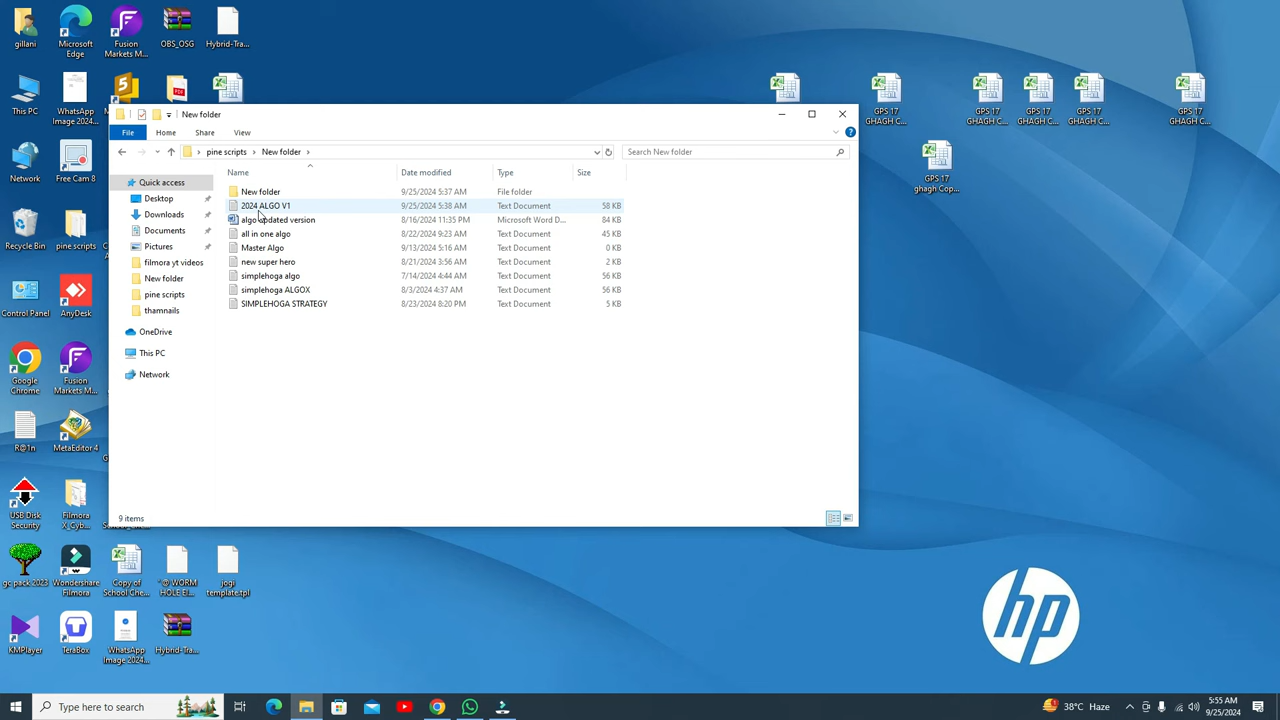 gillani
Microsoft
Edge
Fusion
Markets M...
OBS_OSG
Hybrid-Tra...
This PC
WhatsApp
Image 2024...
GPS 17
GHAGH C...
GPS 17
GHAGH C...
GPS 17
GHAGH C...
GPS 17
GHAGH C...
GPS 17
GHAGH C...
New folder
File
Home
Share
View
pine scripts
New folder
Search New folder
Name
Date modified
Type
Size
Network
Free Cam 8
GPS 17
ghagh Cop...
Quick access
Desktop
Downloads
Documents
Pictures
filmora yt videos
New folder
pine scripts
thamnails
OneDrive
This PC
Network
New folder 9/25/2024 5:37 AM File folder
2024 ALGO V1 9/25/2024 5:38 AM Text Document 58 KB
algo updated version 8/16/2024 11:35 PM Microsoft Word D... 84 KB
all in one algo 8/22/2024 9:23 AM Text Document 45 KB
Master Algo 9/13/2024 5:16 AM Text Document 0 KB
new super hero 8/21/2024 3:56 AM Text Document 2 KB
simplehoga algo 7/14/2024 4:44 AM Text Document 56 KB
simplehoga ALGOX 8/3/2024 4:37 AM Text Document 56 KB
SIMPLEHOGA STRATEGY 8/23/2024 8:20 PM Text Document 5 KB
9 items
Recycle Bin
pine scripts
Control Panel
AnyDesk
Google
Chrome
Fusion
Markets M...
R@1n
MetaEditor 4
USB Disk
Security
Filmora
X_Cyb...
gc pack 2023
Wondershare
Filmora
Copy of
School Che...
'@ WORM
HOLE El...
jogi
template.tpl
KMPlayer
TeraBox
WhatsApp
Image 2024...
Hybrid-Tra...
hp
Type here to search
38°C Haze
5:55 AM
9/25/2024